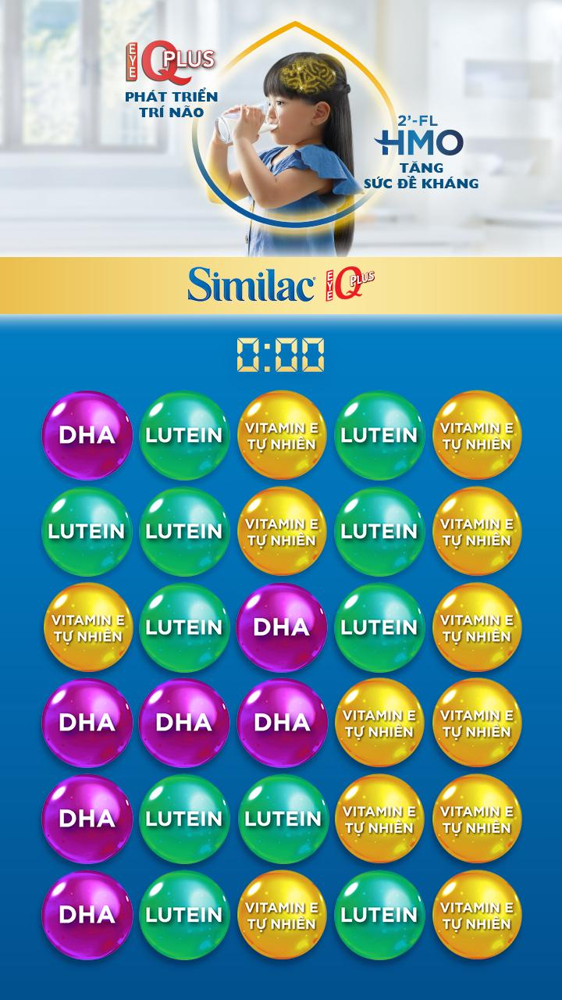 EYE Q PLUS
PHÁT TRIỂN
TRÍ NÃO
2'-FL
HMO
TĂNG
SỨC ĐỀ KHÁNG
Similac EYE Q PLUS
0:00
DHA LUTEIN VITAMIN E TỰ NHIÊN LUTEIN VITAMIN E TỰ NHIÊN
LUTEIN LUTEIN VITAMIN E TỰ NHIÊN LUTEIN VITAMIN E TỰ NHIÊN
VITAMIN E TỰ NHIÊN LUTEIN DHA LUTEIN VITAMIN E TỰ NHIÊN
DHA DHA DHA VITAMIN E TỰ NHIÊN VITAMIN E TỰ NHIÊN
DHA LUTEIN LUTEIN VITAMIN E TỰ NHIÊN VITAMIN E TỰ NHIÊN
DHA LUTEIN VITAMIN E TỰ NHIÊN LUTEIN VITAMIN E TỰ NHIÊN